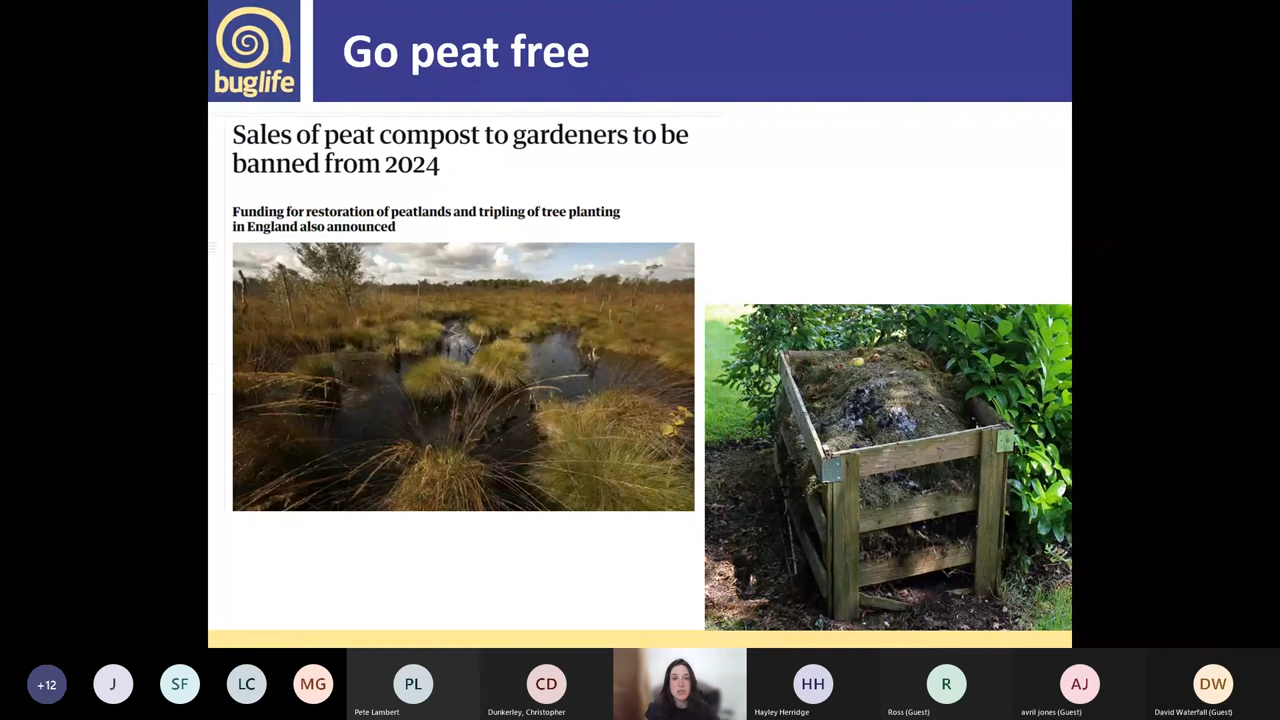 buglife
Go peat free
Sales of peat compost to gardeners to be
banned from 2024
Funding for restoration of peatlands and tripling of tree planting
in England also announced
+12
J
SF
LC
MG
PL
CD
HH
R
AJ
DW
Pete Lambert
Dunkerley, Christopher
Hayley Herridge
Ross (Guest)
avril jones (Guest)
David Waterfall (Guest)